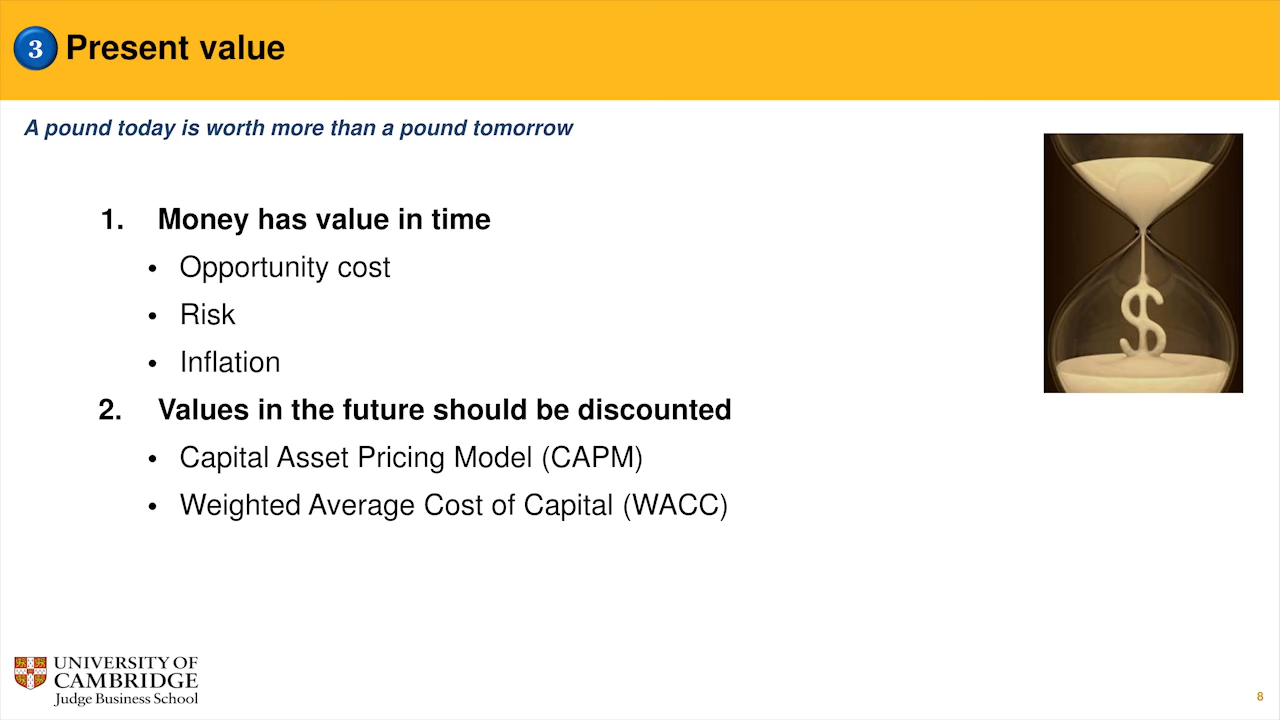 3 Present value
A pound today is worth more than a pound tomorrow
1. Money has value in time
• Opportunity cost
• Risk
• Inflation
2. Values in the future should be discounted
• Capital Asset Pricing Model (CAPM)
• Weighted Average Cost of Capital (WACC)
$
UNIVERSITY OF
CAMBRIDGE
Judge Business School
8